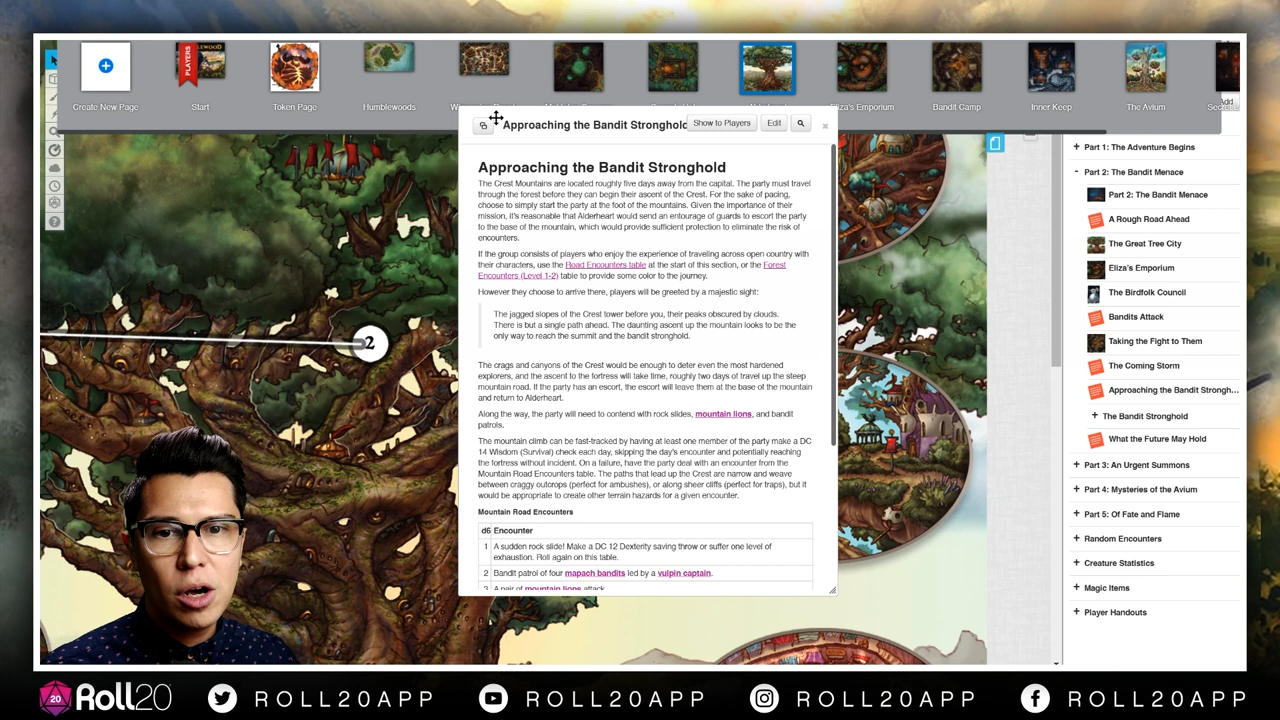 PLAYERS
Create New Page
Start
Token Page
Humblewoods
Eliza's Emporium
Bandit Camp
Inner Keep
The Avium
Add
Approaching the Bandit Stronghold
Show to Players
Edit
Approaching the Bandit Stronghold
The Crest Mountains are located roughly five days away from the capital. The party must travel
through the forest before they can begin their ascent of the Crest. For the sake of pacing,
choose to simply start the party at the foot of the mountains. Given the importance of their
mission, it's reasonable that Alderheart would send an entourage of guards to escort the party
to the base of the mountain, which would provide sufficient protection to eliminate the risk of
encounters.
If the group consists of players who enjoy the experience of traveling across open country with
their characters, use the Road Encounters table at the start of this section, or the Forest
Encounters (Level 1-2) table to provide some color to the journey.
However they choose to arrive there, players will be greeted by a majestic sight:
The jagged slopes of the Crest tower before you, their peaks obscured by clouds.
There is but a single path ahead. The daunting ascent up the mountain looks to be the
only way to reach the summit and the bandit stronghold.
The crags and canyons of the Crest would be enough to deter even the most hardened
explorers, and the ascent to the fortress will take time, roughly two days of travel up the steep
mountain road. If the party has an escort, the escort will leave them at the base of the mountain
and return to Alderheart.
Along the way, the party will need to contend with rock slides, mountain lions, and bandit
patrols.
The mountain climb can be fast-tracked by having at least one member of the party make a DC
14 Wisdom (Survival) check each day, skipping the day's encounter and potentially reaching
the fortress without incident. On a failure, have the party deal with an encounter from the
Mountain Road Encounters table. The paths that lead up the Crest are narrow and weave
between craggy outcrops (perfect for ambushes), or along sheer cliffs (perfect for traps), but it
would be appropriate to create other terrain hazards for a given encounter.
Mountain Road Encounters
d6 Encounter
1 A sudden rock slide! Make a DC 12 Dexterity saving throw or suffer one level of
exhaustion. Roll again on this table.
2 Bandit patrol of four mapach bandits led by a vulpin captain.
3 A pair of mountain lions attack.
2
+ Part 1: The Adventure Begins
- Part 2: The Bandit Menace
Part 2: The Bandit Menace
A Rough Road Ahead
The Great Tree City
Eliza's Emporium
The Birdfolk Council
Bandits Attack
Taking the Fight to Them
The Coming Storm
Approaching the Bandit Strongh...
+ The Bandit Stronghold
What the Future May Hold
+ Part 3: An Urgent Summons
+ Part 4: Mysteries of the Avium
+ Part 5: Of Fate and Flame
+ Random Encounters
+ Creature Statistics
+ Magic Items
+ Player Handouts
20 Roll20
ROLL20APP
ROLL20APP
ROLL20APP
ROLL20APP